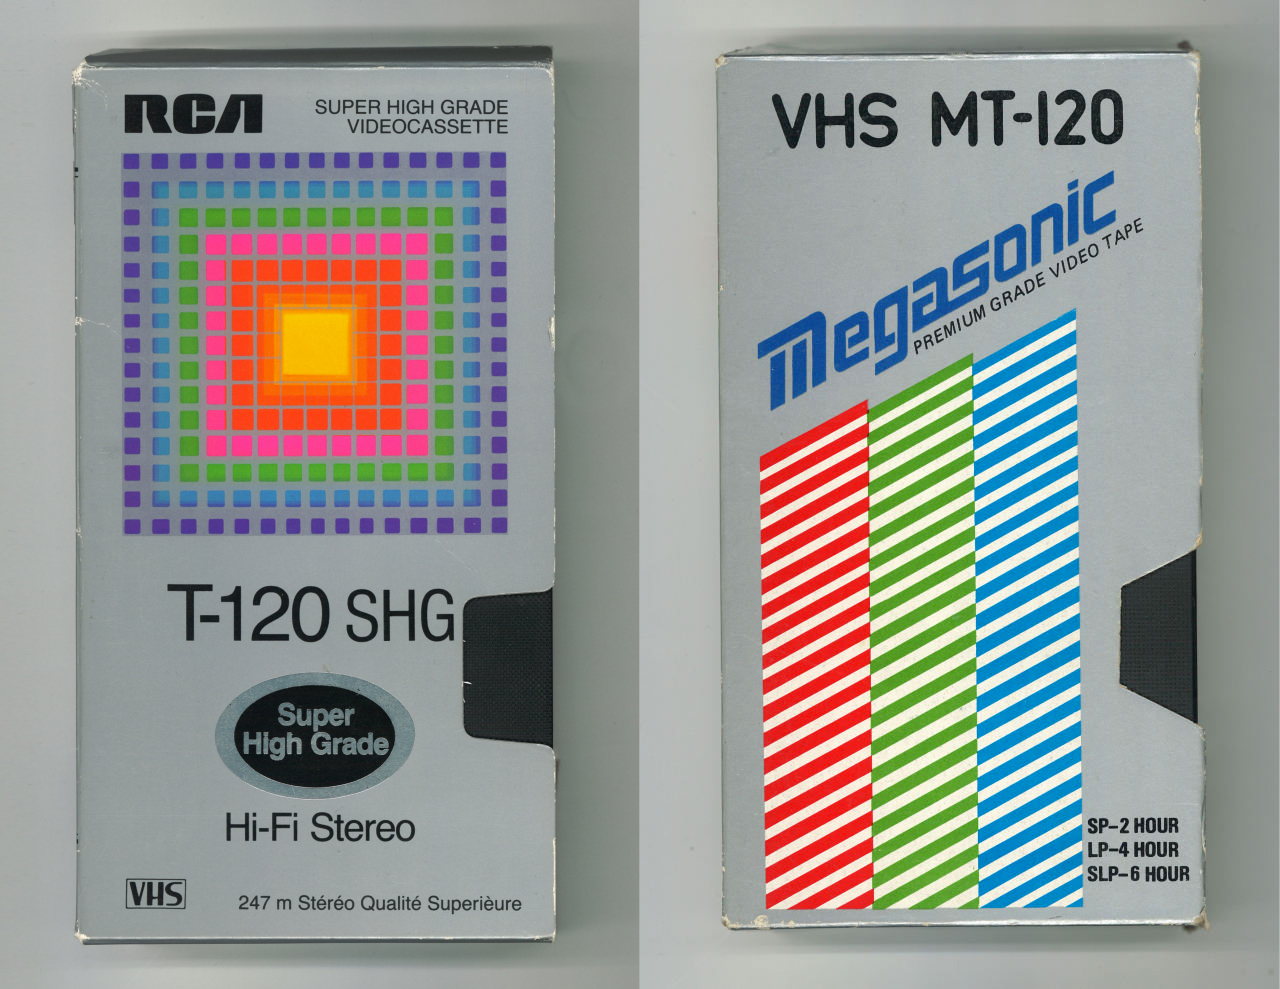 RCA
SUPER HIGH GRADE
VIDEOCASSETTE
T-120 SHG
Super
High Grade
Hi-Fi Stereo
VHS
247 m Stéréo Qualité Superièure
VHS MT-120
Megasonic
PREMIUM GRADE VIDEO TAPE
SP-2 HOUR
LP-4 HOUR
SLP-6 HOUR